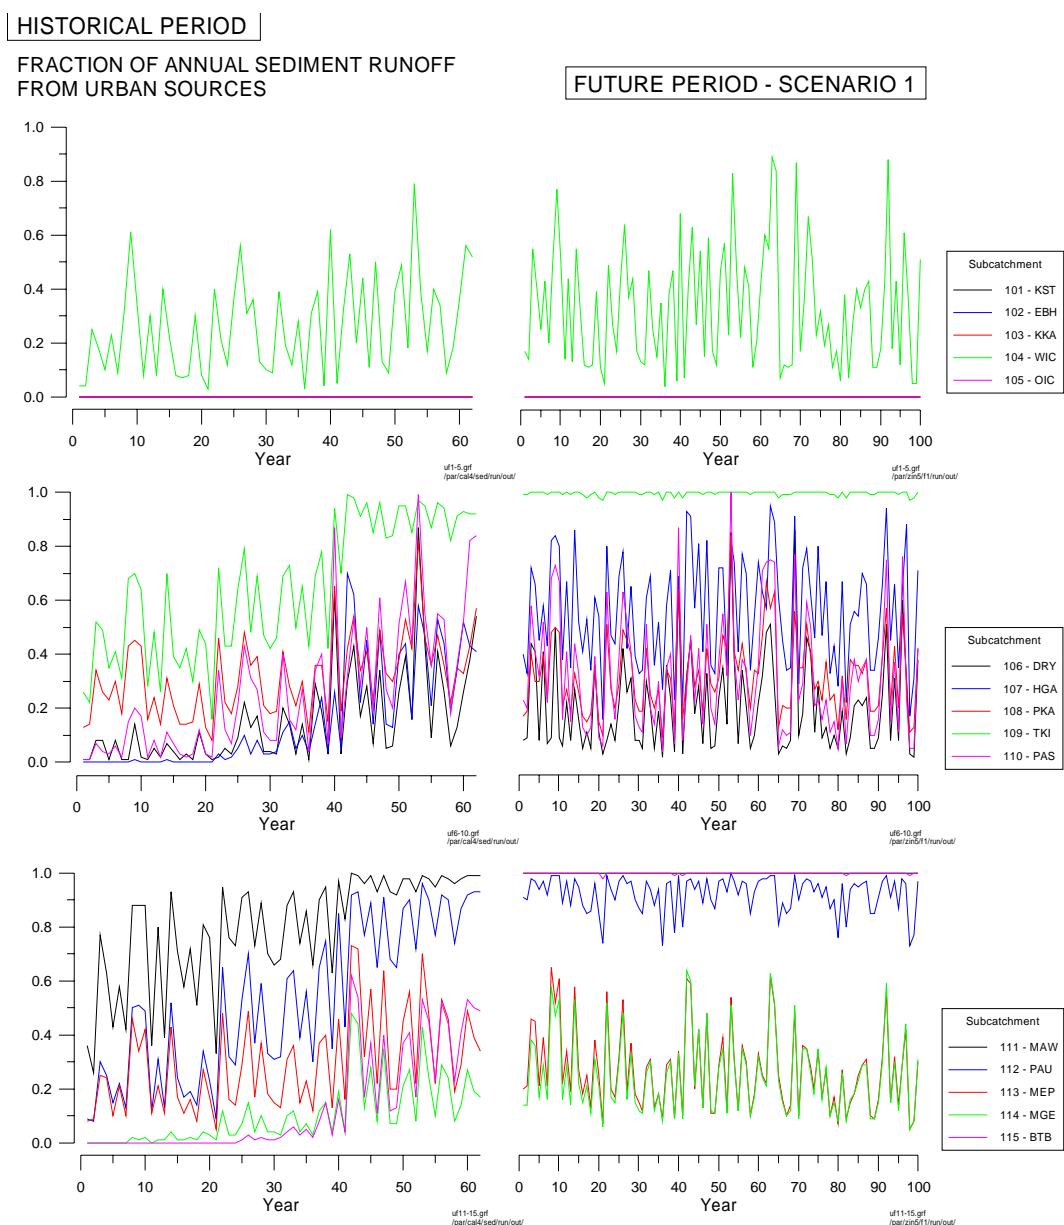 HISTORICAL PERIOD
FRACTION OF ANNUAL SEDIMENT RUNOFF
FROM URBAN SOURCES
FUTURE PERIOD - SCENARIO 1
1.0
0.8
0.6
0.4
0.2
0.0
0 10 20 30 40 50 60
Year
uf1-5.grf
/par/cal4/sed/run/out/
0 10 20 30 40 50 60 70 80 90 100
Year
uf1-5.grf
/par/zin5/f1/run/out/
Subcatchment
101 - KST
102 - EBH
103 - KKA
104 - WIC
105 - OIC
1.0
0.8
0.6
0.4
0.2
0.0
0 10 20 30 40 50 60
Year
uf6-10.grf
/par/cal4/sed/run/out/
0 10 20 30 40 50 60 70 80 90 100
Year
uf6-10.grf
/par/zin5/f1/run/out/
Subcatchment
106 - DRY
107 - HGA
108 - PKA
109 - TKI
110 - PAS
1.0
0.8
0.6
0.4
0.2
0.0
0 10 20 30 40 50 60
Year
uf11-15.grf
/par/cal4/sed/run/out/
0 10 20 30 40 50 60 70 80 90 100
Year
uf11-15.grf
/par/zin5/f1/run/out/
Subcatchment
111 - MAW
112 - PAU
113 - MEP
114 - MGE
115 - BTB